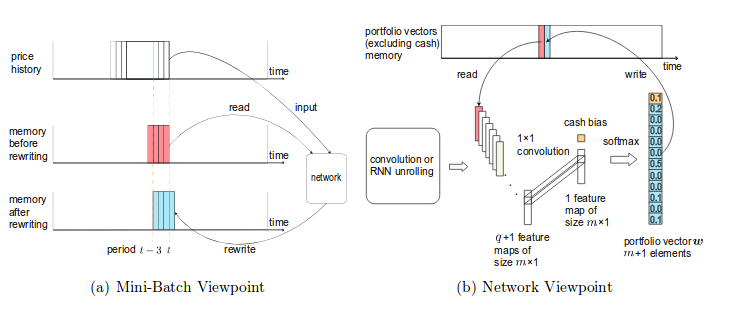 price
history
time
read
input
memory
before
rewriting
time
network
memory
after
rewriting
time
period t − 3 t
rewrite
(a) Mini-Batch Viewpoint
portfolio vectors
(excluding cash)
memory
time
read
write
convolution or
RNN unrolling
1×1
convolution
cash bias
softmax
q+1 feature
maps of
size m×1
1 feature
map of
size m×1
0.1
0.2
0.0
0.0
0.0
0.0
0.5
0.0
0.0
0.1
0.0
0.1
portfolio vector w
m+1 elements
(b) Network Viewpoint